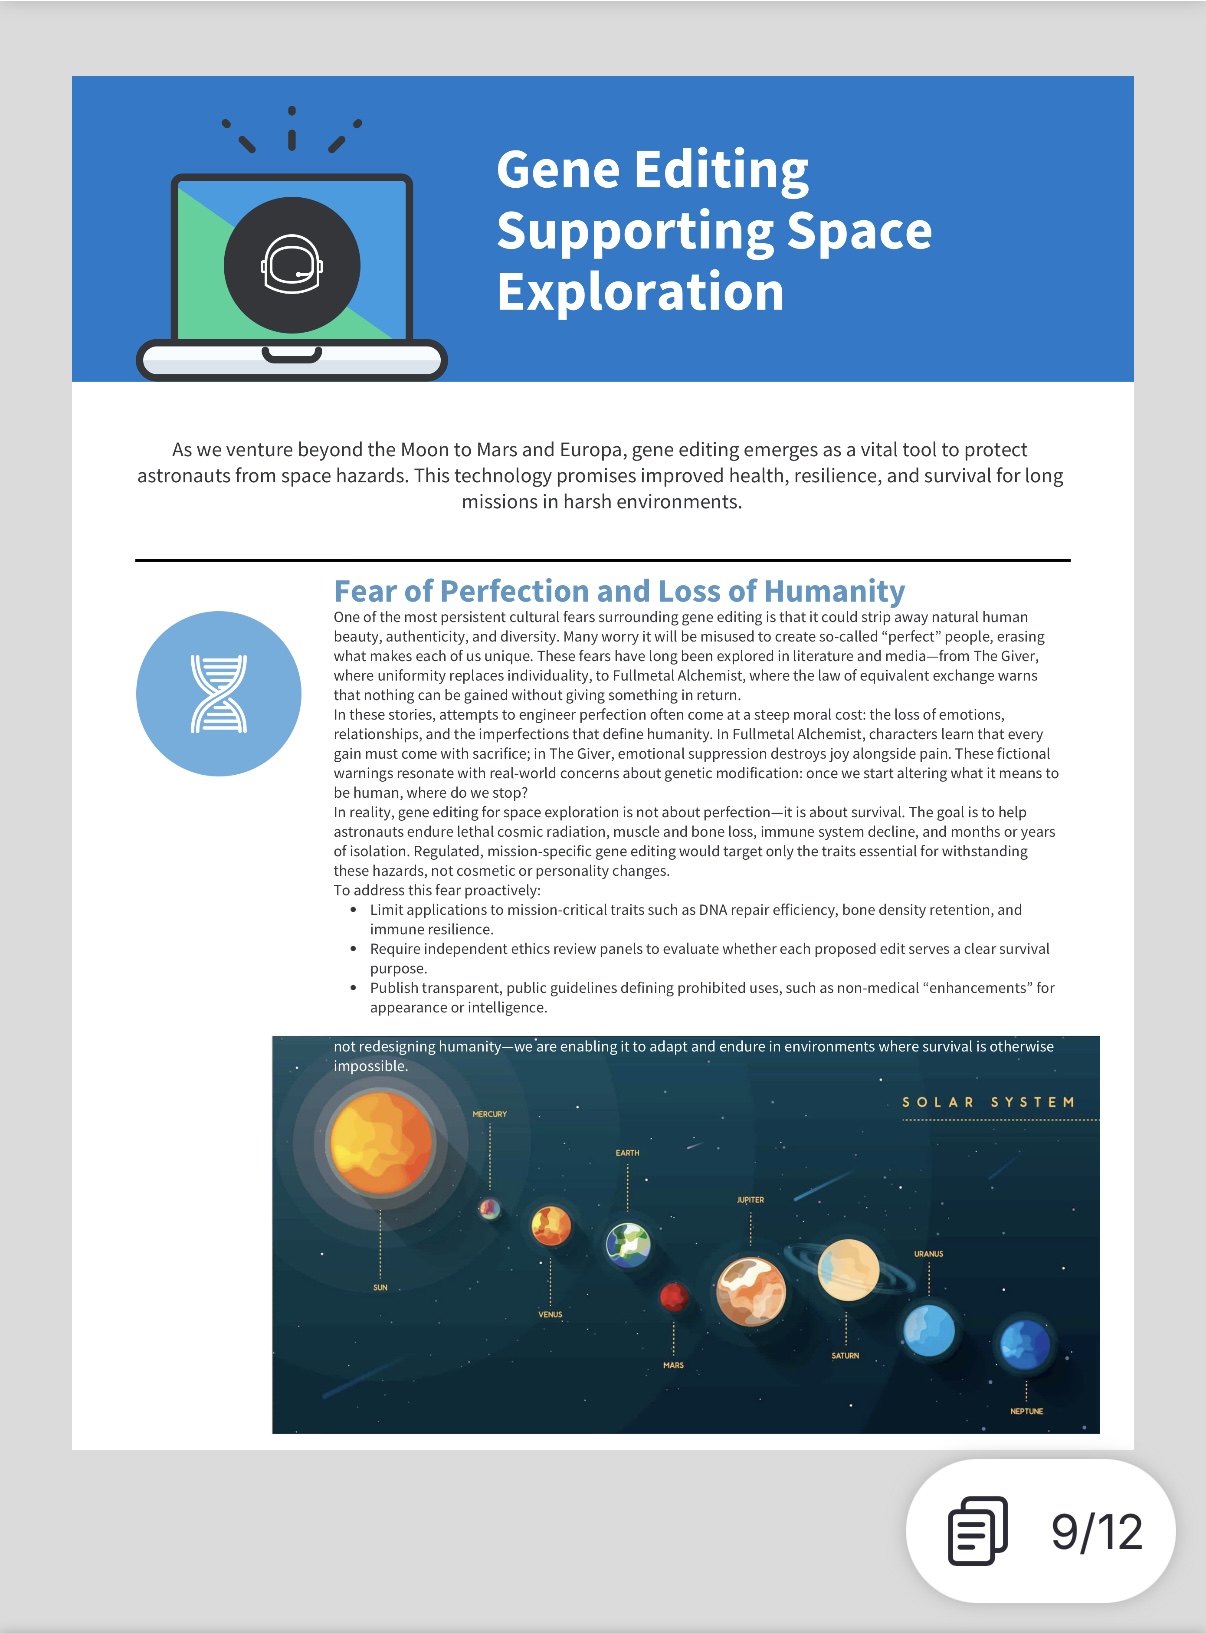 Gene Editing
Supporting Space
Exploration
As we venture beyond the Moon to Mars and Europa, gene editing emerges as a vital tool to protect
astronauts from space hazards. This technology promises improved health, resilience, and survival for long
missions in harsh environments.
Fear of Perfection and Loss of Humanity
One of the most persistent cultural fears surrounding gene editing is that it could strip away natural human
beauty, authenticity, and diversity. Many worry it will be misused to create so-called “perfect” people, erasing
what makes each of us unique. These fears have long been explored in literature and media—from The Giver,
where uniformity replaces individuality, to Fullmetal Alchemist, where the law of equivalent exchange warns
that nothing can be gained without giving something in return.
In these stories, attempts to engineer perfection often come at a steep moral cost: the loss of emotions,
relationships, and the imperfections that define humanity. In Fullmetal Alchemist, characters learn that every
gain must come with sacrifice; in The Giver, emotional suppression destroys joy alongside pain. These fictional
warnings resonate with real-world concerns about genetic modification: once we start altering what it means to
be human, where do we stop?
In reality, gene editing for space exploration is not about perfection—it is about survival. The goal is to help
astronauts endure lethal cosmic radiation, muscle and bone loss, immune system decline, and months or years
of isolation. Regulated, mission-specific gene editing would target only the traits essential for withstanding
these hazards, not cosmetic or personality changes.
To address this fear proactively:
• Limit applications to mission-critical traits such as DNA repair efficiency, bone density retention, and
immune resilience.
• Require independent ethics review panels to evaluate whether each proposed edit serves a clear survival
purpose.
• Publish transparent, public guidelines defining prohibited uses, such as non-medical “enhancements” for
appearance or intelligence.
not redesigning humanity—we are enabling it to adapt and endure in environments where survival is otherwise
impossible.
SOLAR SYSTEM
MERCURY
EARTH
JUPITER
URANUS
SUN
VENUS
SATURN
MARS
NEPTUNE
9/12